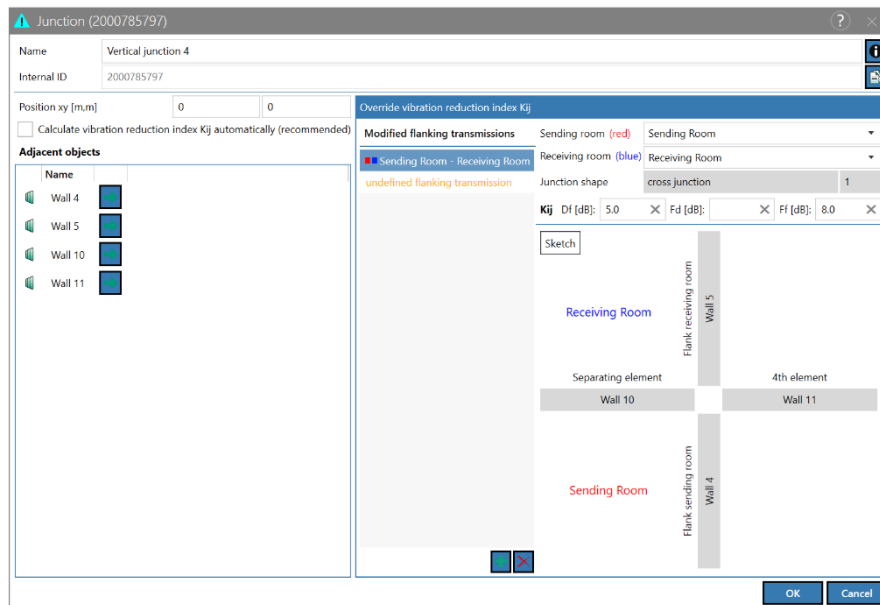 Junction (2000785797)
?
Name
Vertical junction 4
Internal ID
2000785797
Position xy [m,m]
0
0
Calculate vibration reduction index Kij automatically (recommended)
Adjacent objects
Name
Wall 4
Wall 5
Wall 10
Wall 11
Override vibration reduction index Kij
Modified flanking transmissions
Sending Room - Receiving Room
undefined flanking transmission
Sending room (red)
Sending Room
Receiving room (blue)
Receiving Room
Junction shape
cross junction
1
Kij Df [dB]: 5.0 Fd [dB]: Ff [dB]: 8.0
Sketch
Receiving Room
Flank receiving room
Wall 5
Separating element
4th element
Wall 10
Wall 11
Sending Room
Flank sending room
Wall 4
OK
Cancel